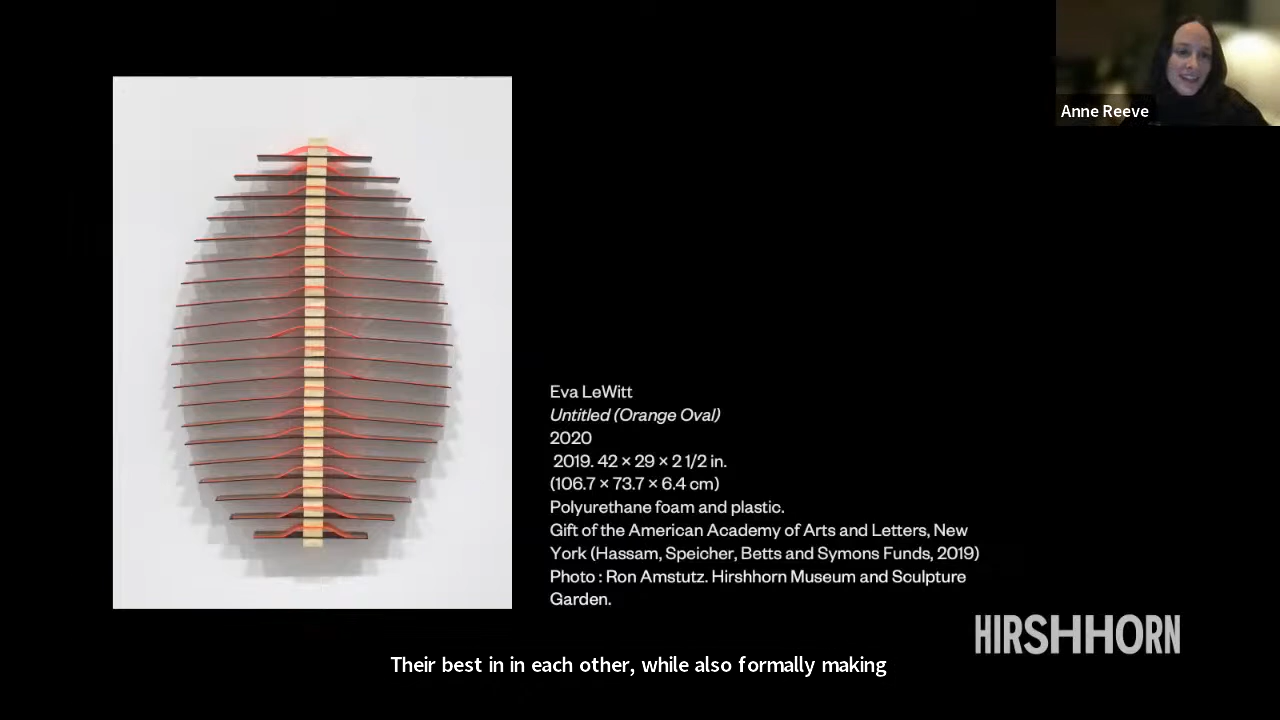 Anne Reeve
Eva LeWitt
Untitled (Orange Oval)
2020
2019. 42 × 29 × 2 1/2 in.
(106.7 × 73.7 × 6.4 cm)
Polyurethane foam and plastic.
Gift of the American Academy of Arts and Letters, New
York (Hassam, Speicher, Betts and Symons Funds, 2019)
Photo : Ron Amstutz. Hirshhorn Museum and Sculpture
Garden.
HIRSHHORN
Their best in in each other, while also formally making